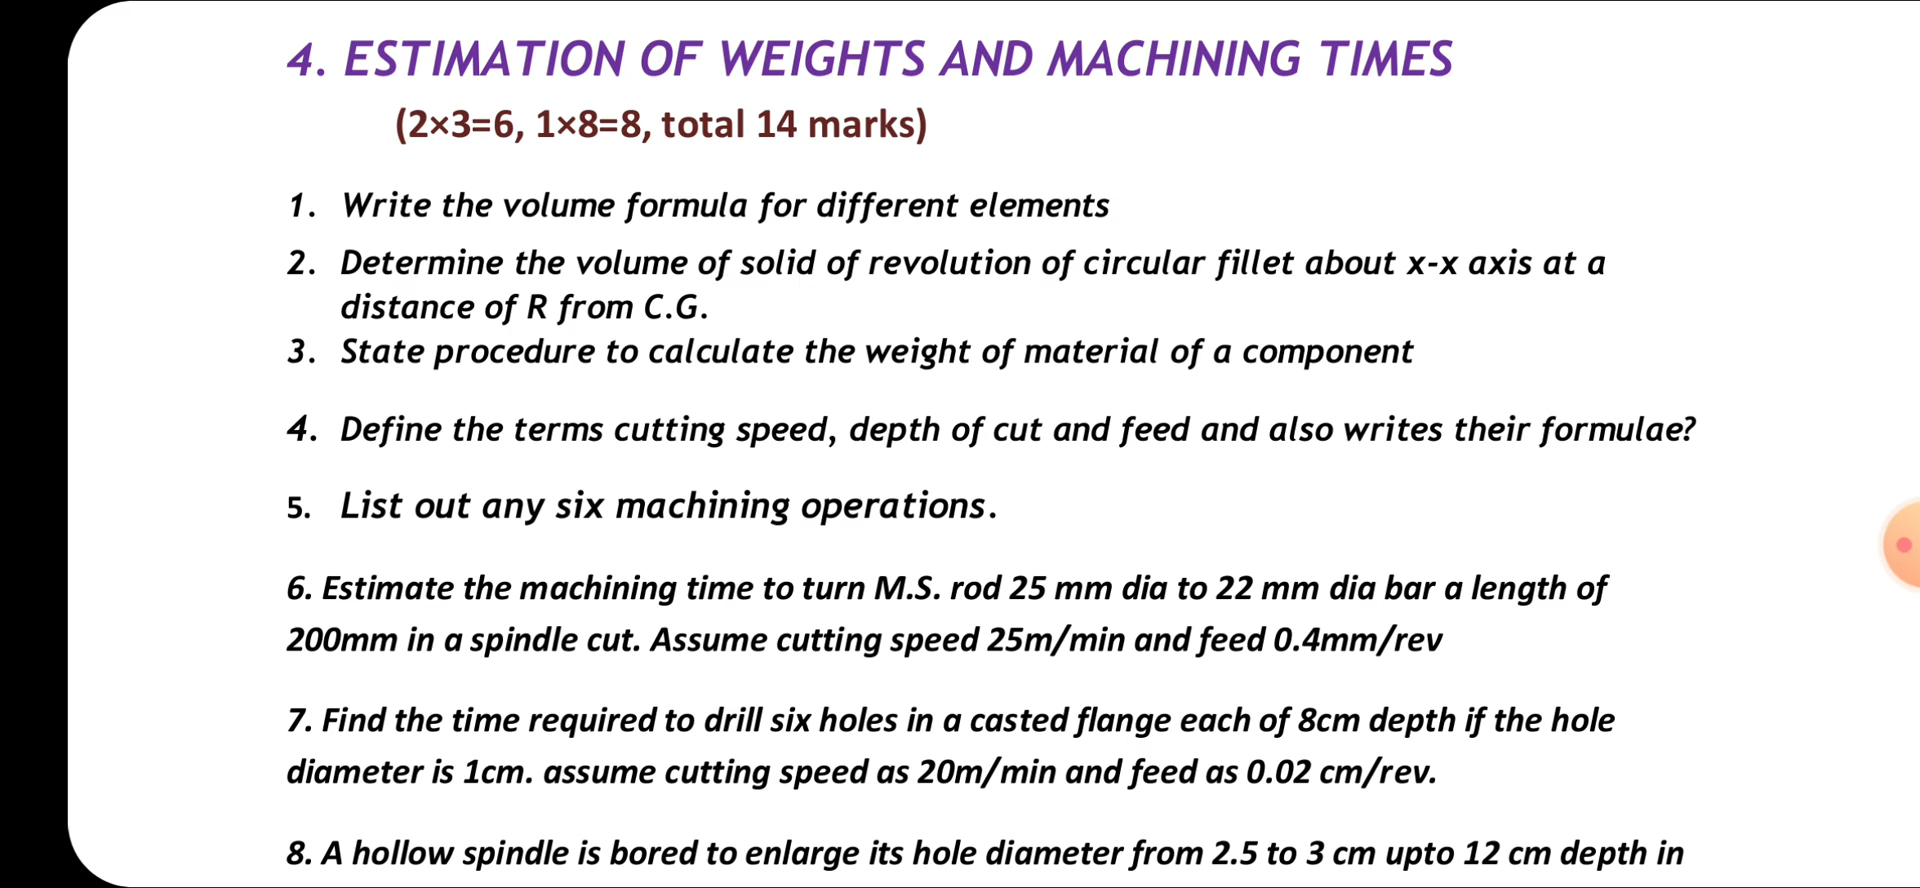 4. ESTIMATION OF WEIGHTS AND MACHINING TIMES
(2×3=6, 1×8=8, total 14 marks)
1. Write the volume formula for different elements
2. Determine the volume of solid of revolution of circular fillet about x-x axis at a
distance of R from C.G.
3. State procedure to calculate the weight of material of a component
4. Define the terms cutting speed, depth of cut and feed and also writes their formulae?
5. List out any six machining operations.
6. Estimate the machining time to turn M.S. rod 25 mm dia to 22 mm dia bar a length of
200mm in a spindle cut. Assume cutting speed 25m/min and feed 0.4mm/rev
7. Find the time required to drill six holes in a casted flange each of 8cm depth if the hole
diameter is 1cm. assume cutting speed as 20m/min and feed as 0.02 cm/rev.
8. A hollow spindle is bored to enlarge its hole diameter from 2.5 to 3 cm upto 12 cm depth in